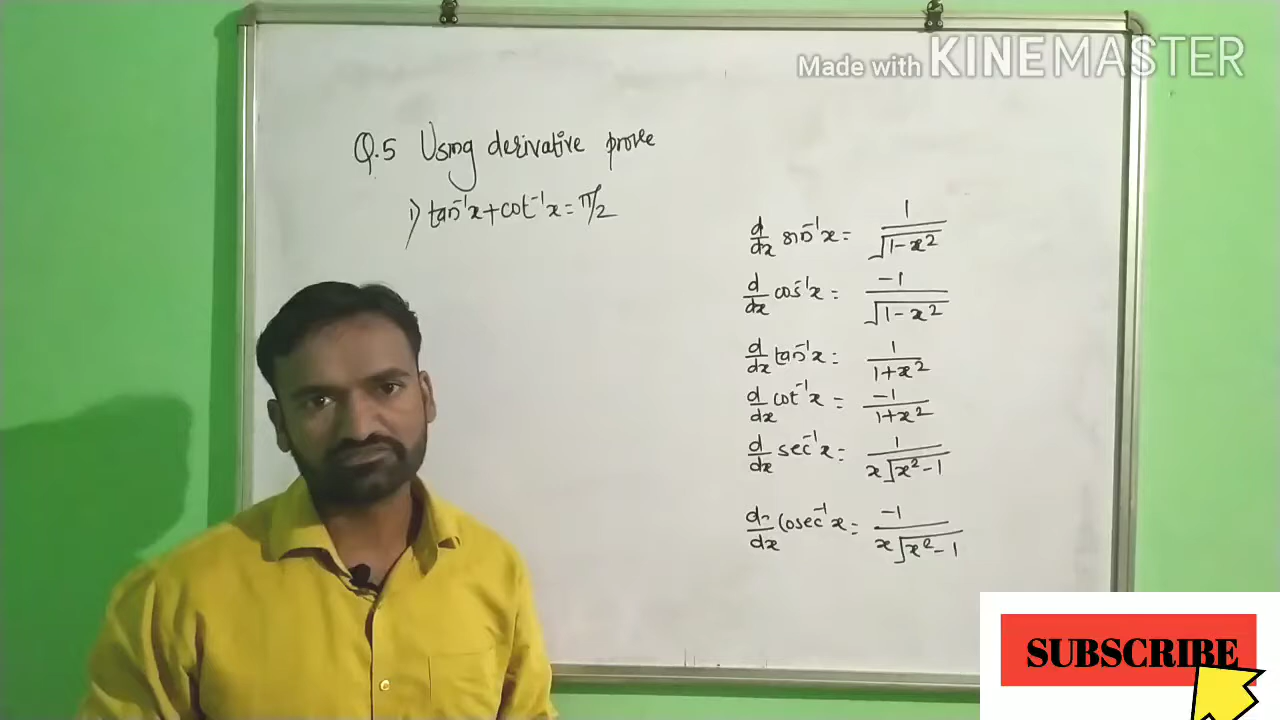 Made with KINEMASTER
Q.5 Using derivative prove
i) tan⁻¹x + cot⁻¹x = π/2
d/dx sin⁻¹x = 1/√(1-x²)
d/dx cos⁻¹x = -1/√(1-x²)
d/dx tan⁻¹x = 1/(1+x²)
d/dx cot⁻¹x = -1/(1+x²)
d/dx sec⁻¹x = 1/(x√(x²-1))
d/dx cosec⁻¹x = -1/(x√(x²-1))
SUBSCRIBE